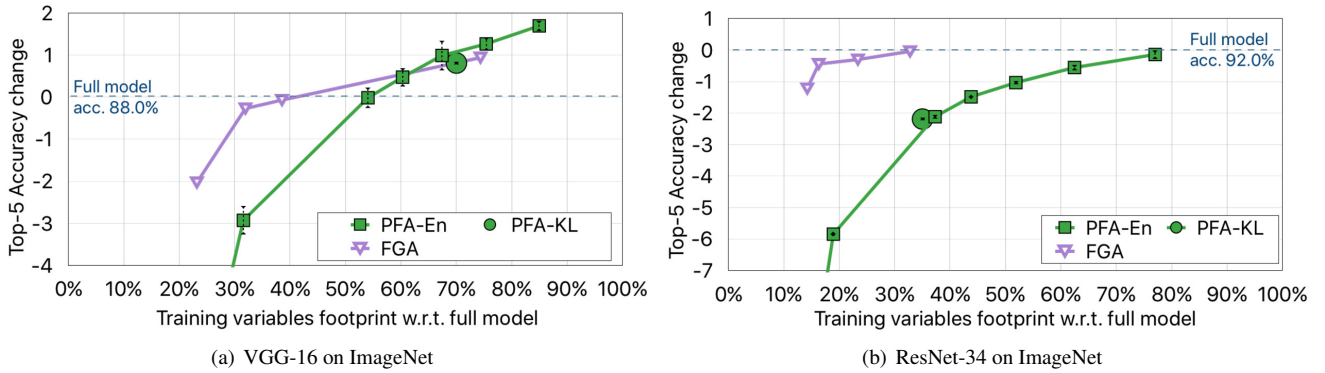 2
1
0
-1
-2
-3
-4
Top-5 Accuracy change
Full model
acc. 88.0%
PFA-En
PFA-KL
FGA
0% 10% 20% 30% 40% 50% 60% 70% 80% 90% 100%
Training variables footprint w.r.t. full model
(a) VGG-16 on ImageNet
1
0
-1
-2
-3
-4
-5
-6
-7
Top-5 Accuracy change
Full model
acc. 92.0%
PFA-En
PFA-KL
FGA
0% 10% 20% 30% 40% 50% 60% 70% 80% 90% 100%
Training variables footprint w.r.t. full model
(b) ResNet-34 on ImageNet